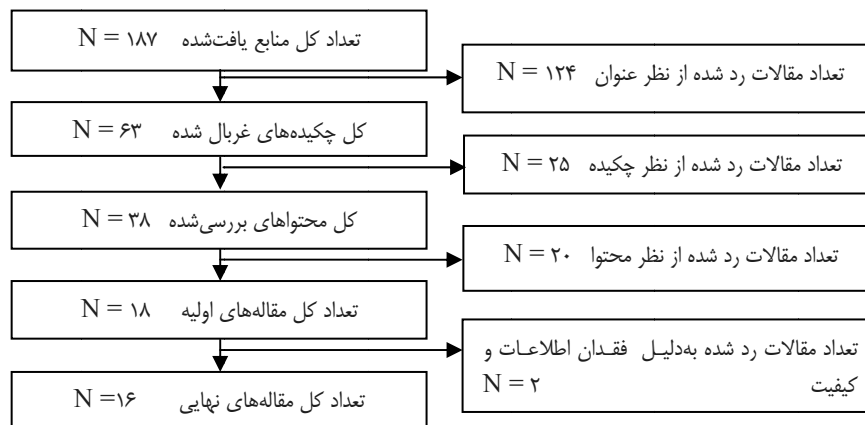 تعداد کل منابع یافت‌شده N = ۱۸۷
تعداد مقالات رد شده از نظر عنوان N = ۱۲۴
کل چکیده‌های غربال شده N = ۶۳
تعداد مقالات رد شده از نظر چکیده N = ۲۵
کل محتواهای بررسی‌شده N = ۳۸
تعداد مقالات رد شده از نظر محتوا N = ۲۰
تعداد کل مقاله‌های اولیه N = ۱۸
تعداد مقالات رد شده به‌دلیل فقدان اطلاعات و
کیفیت N = ۲
تعداد کل مقاله‌های نهایی N =۱۶